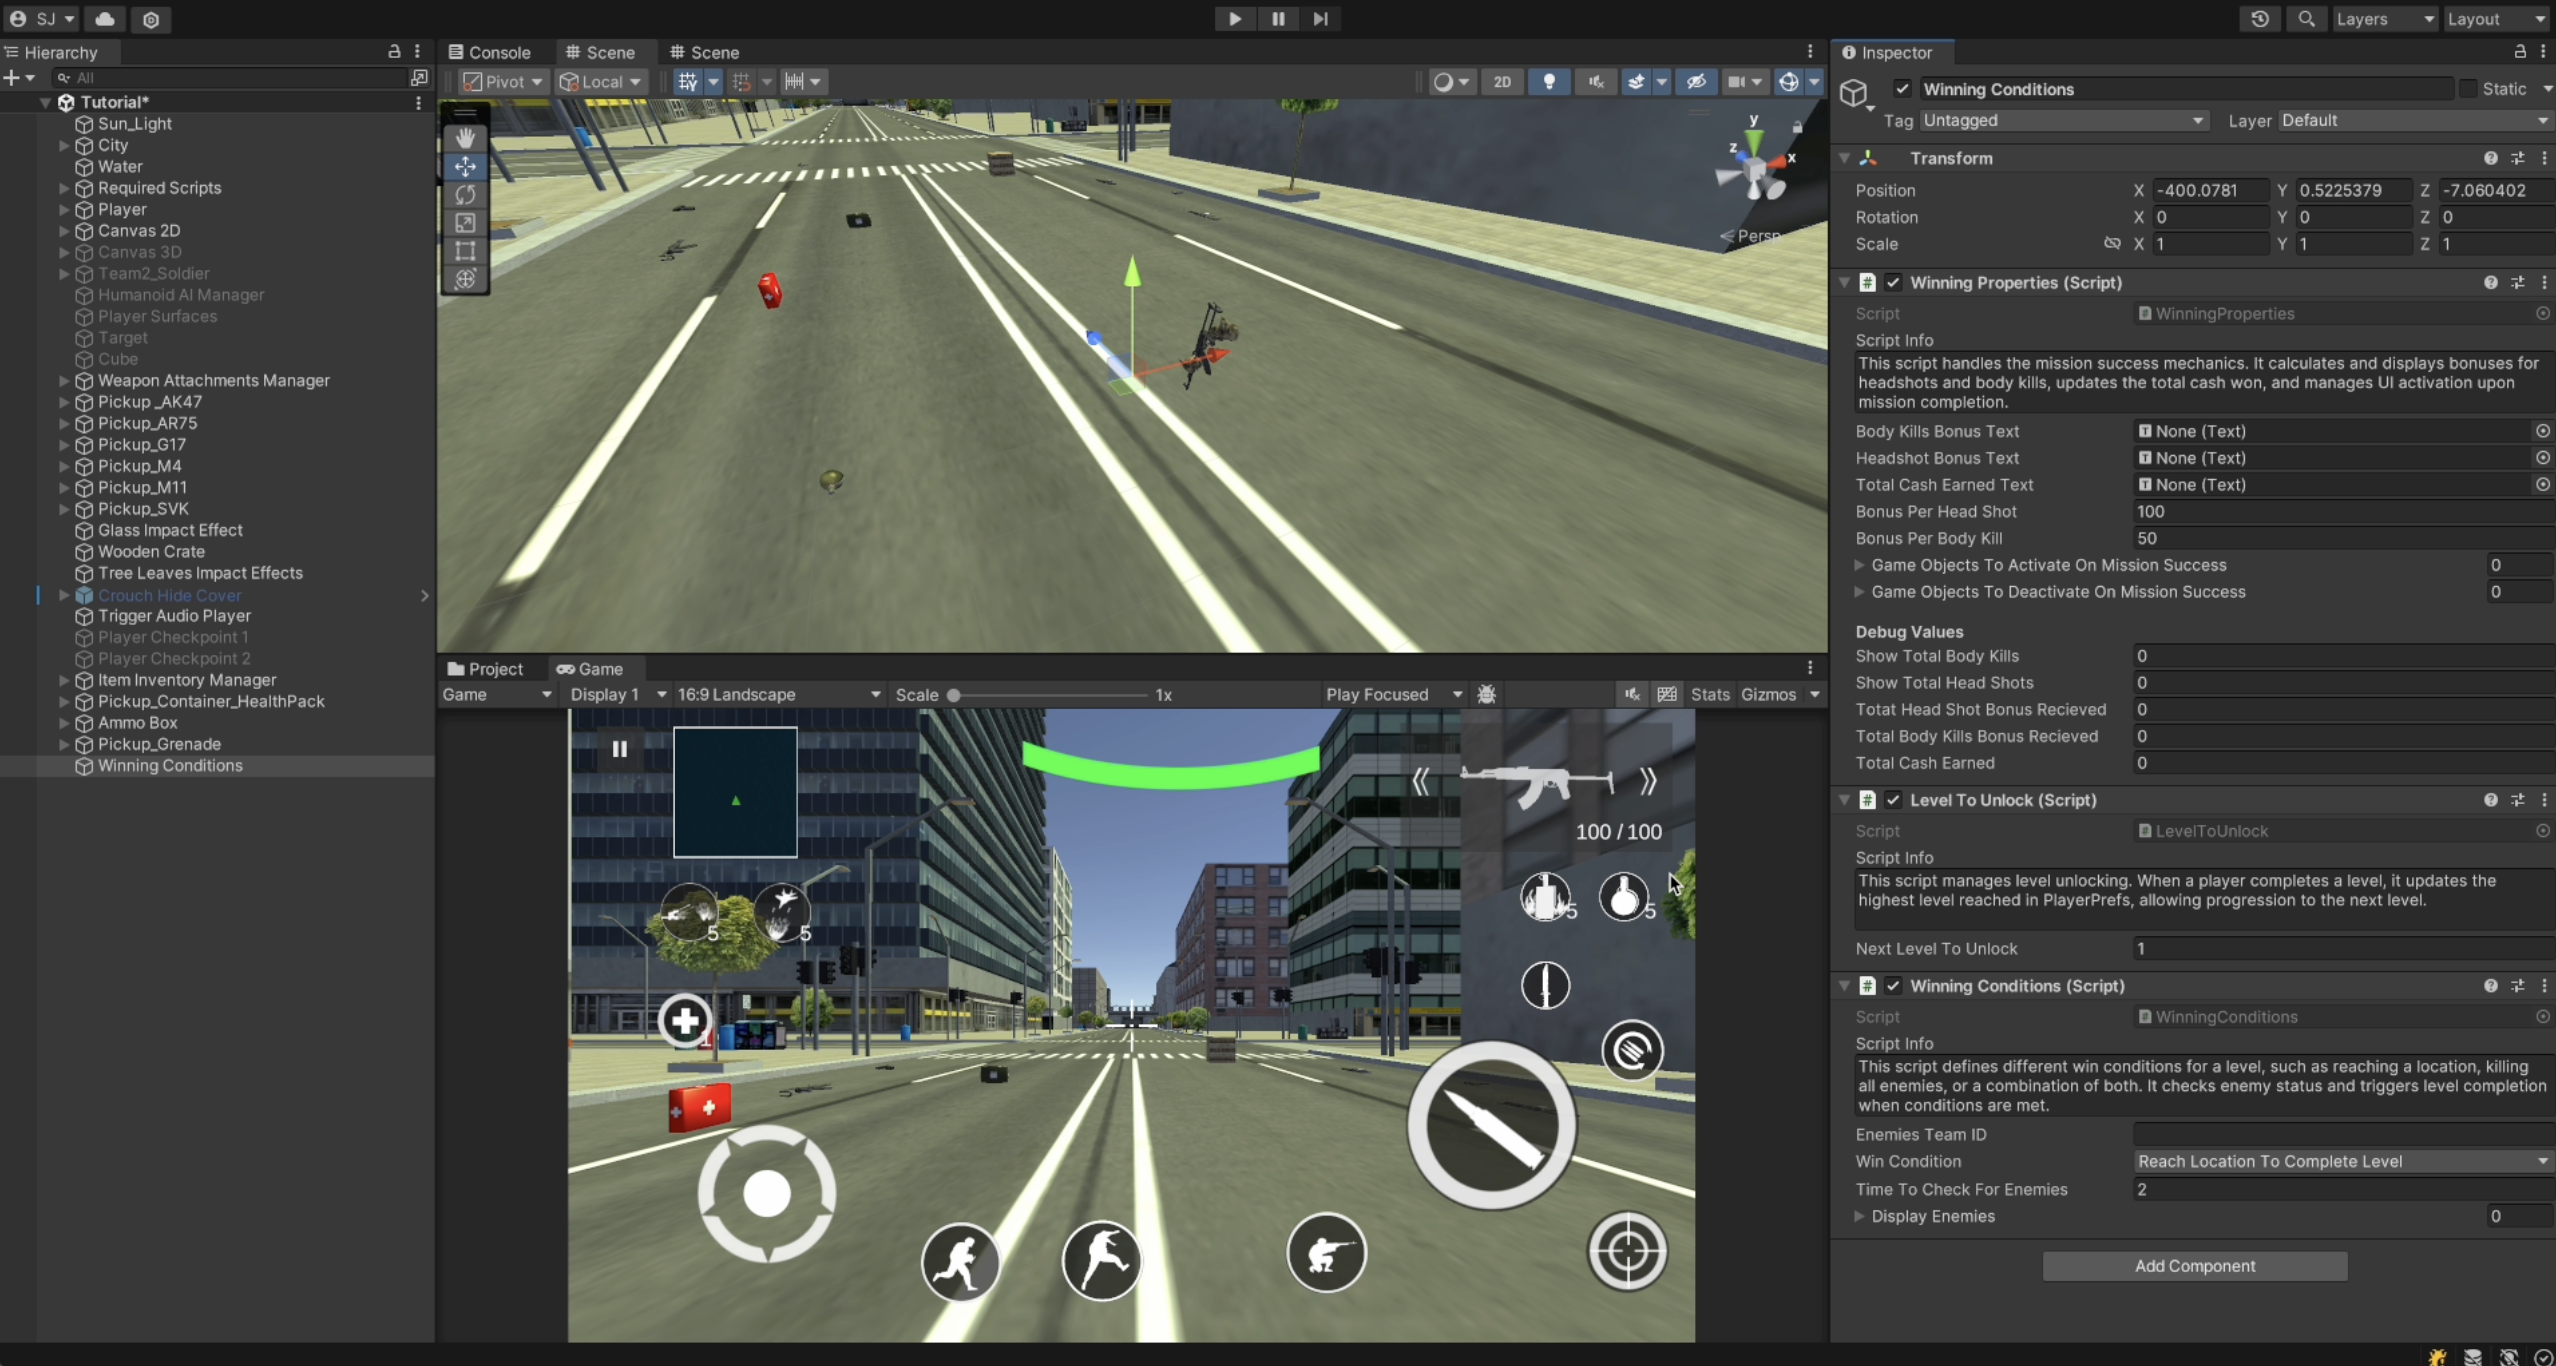 SJ
Layers
Layout
Hierarchy
All
Tutorial*
Sun_Light
City
Water
Required Scripts
Player
Canvas 2D
Canvas 3D
Team2_Soldier
Humanoid AI Manager
Player Surfaces
Target
Cube
Weapon Attachments Manager
Pickup _AK47
Pickup_AR75
Pickup_G17
Pickup_M4
Pickup_M11
Pickup_SVK
Glass Impact Effect
Wooden Crate
Tree Leaves Impact Effects
Crouch Hide Cover
Trigger Audio Player
Player Checkpoint 1
Player Checkpoint 2
Item Inventory Manager
Pickup_Container_HealthPack
Ammo Box
Pickup_Grenade
Winning Conditions
Console
Scene
Scene
Pivot
Local
2D
y
z
x
Persp
Project
Game
Game
Display 1
16:9 Landscape
Scale
1x
Play Focused
Stats
Gizmos
100 / 100
5
5
5
5
1
Inspector
Winning Conditions
Static
Tag Untagged
Layer Default
Transform
Position X -400.0781 Y 0.5225379 Z -7.060402
Rotation X 0 Y 0 Z 0
Scale X 1 Y 1 Z 1
Winning Properties (Script)
Script WinningProperties
Script Info
This script handles the mission success mechanics. It calculates and displays bonuses for
headshots and body kills, updates the total cash won, and manages UI activation upon
mission completion.
Body Kills Bonus Text None (Text)
Headshot Bonus Text None (Text)
Total Cash Earned Text None (Text)
Bonus Per Head Shot 100
Bonus Per Body Kill 50
Game Objects To Activate On Mission Success 0
Game Objects To Deactivate On Mission Success 0
Debug Values
Show Total Body Kills 0
Show Total Head Shots 0
Totat Head Shot Bonus Recieved 0
Total Body Kills Bonus Recieved 0
Total Cash Earned 0
Level To Unlock (Script)
Script LevelToUnlock
Script Info
This script manages level unlocking. When a player completes a level, it updates the
highest level reached in PlayerPrefs, allowing progression to the next level.
Next Level To Unlock 1
Winning Conditions (Script)
Script WinningConditions
Script Info
This script defines different win conditions for a level, such as reaching a location, killing
all enemies, or a combination of both. It checks enemy status and triggers level completion
when conditions are met.
Enemies Team ID
Win Condition Reach Location To Complete Level
Time To Check For Enemies 2
Display Enemies 0
Add Component